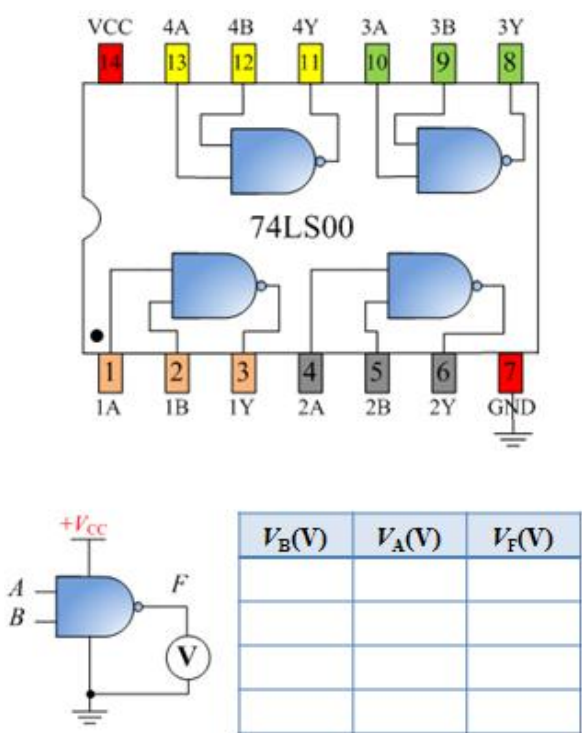 VCC 4A 4B 4Y 3A 3B 3Y
14 13 12 11 10 9 8
74LS00
1 2 3 4 5 6 7
1A 1B 1Y 2A 2B 2Y GND
+VCC
A
B
F
V
VB(V) VA(V) VF(V)